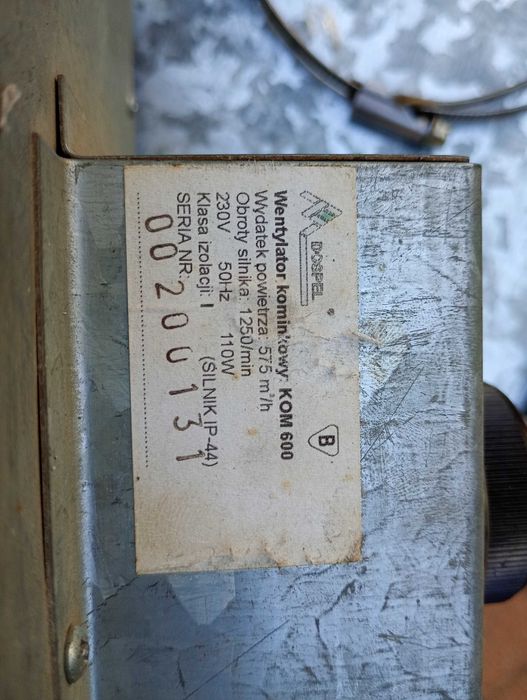 D·OSPEL ®
B
Wentylator kominkowy: KOM 600
Wydatek powietrza: 575 m³/h
Obroty silnika: 1250/min
230V 50Hz 110W
Klasa izolacji: I (SILNIK IP-44)
SERIA NR:
00200131